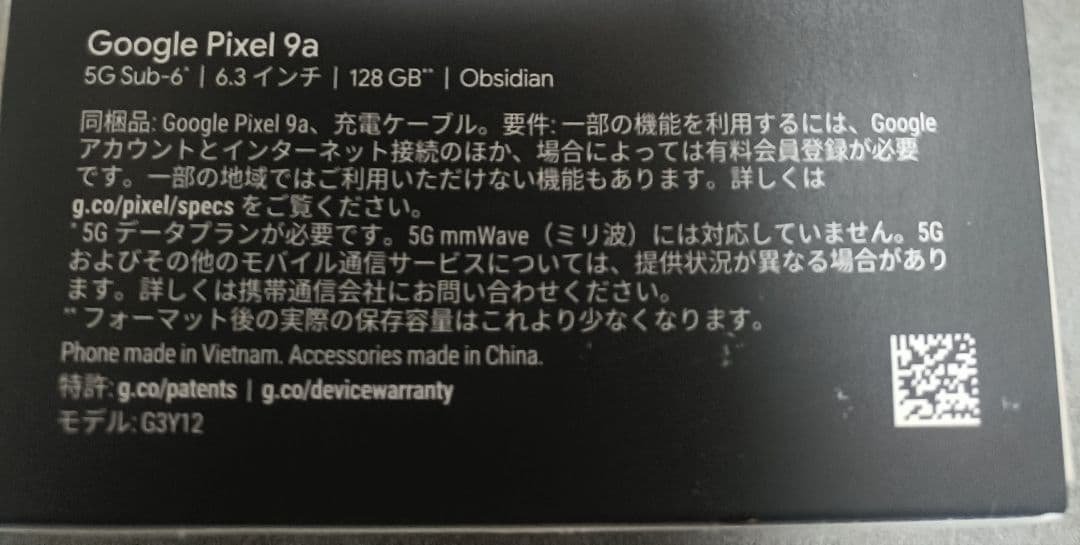 Google Pixel 9a
5G Sub-6* | 6.3 インチ | 128 GB** | Obsidian
同梱品: Google Pixel 9a、充電ケーブル。要件: 一部の機能を利用するには、Google
アカウントとインターネット接続のほか、場合によっては有料会員登録が必要
です。一部の地域ではご利用いただけない機能もあります。詳しくは
g.co/pixel/specs をご覧ください。
*5G データプランが必要です。5G mmWave（ミリ波）には対応していません。5G
およびその他のモバイル通信サービスについては、提供状況が異なる場合があり
ます。詳しくは携帯通信会社にお問い合わせください。
**フォーマット後の実際の保存容量はこれより少なくなります。
Phone made in Vietnam. Accessories made in China.
特許: g.co/patents | g.co/devicewarranty
モデル: G3Y12